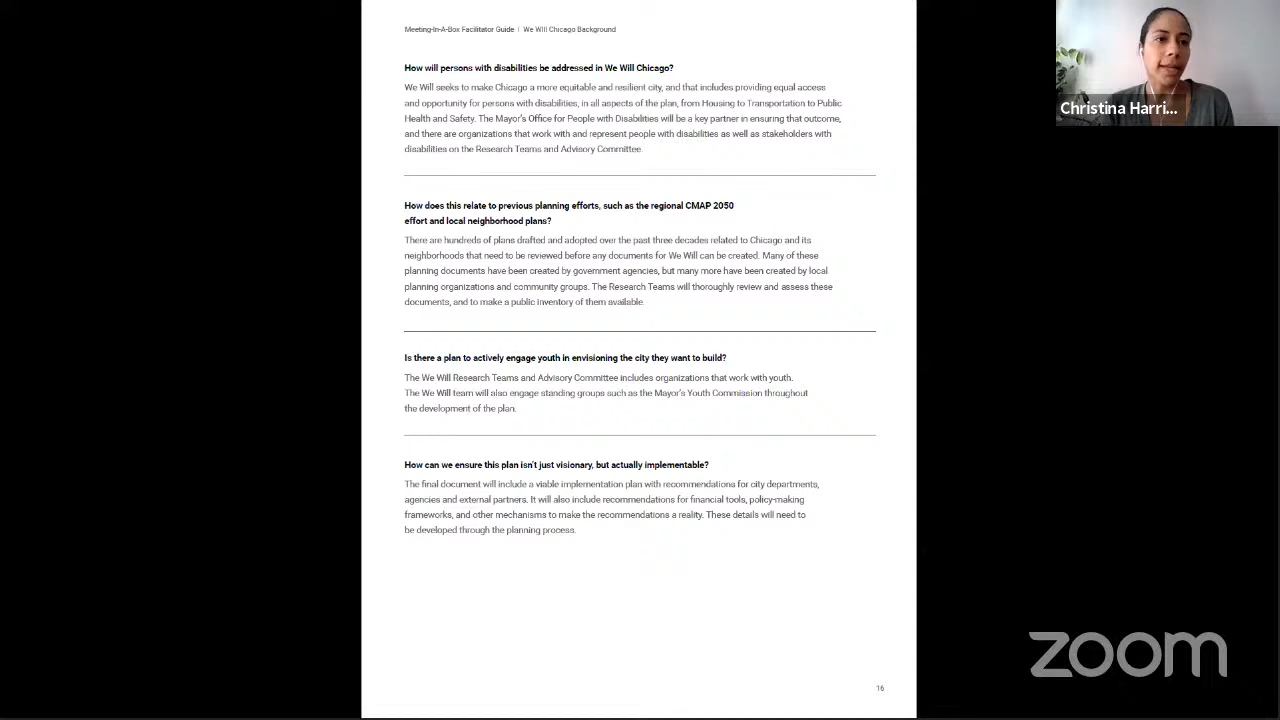 Meeting-In-A-Box Facilitator Guide | We Will Chicago Background
How will persons with disabilities be addressed in We Will Chicago?
We Will seeks to make Chicago a more equitable and resilient city, and that includes providing equal access
and opportunity for persons with disabilities, in all aspects of the plan, from Housing to Transportation to Public
Health and Safety. The Mayor's Office for People with Disabilities will be a key partner in ensuring that outcome,
and there are organizations that work with and represent people with disabilities as well as stakeholders with
disabilities on the Research Teams and Advisory Committee.
How does this relate to previous planning efforts, such as the regional CMAP 2050
effort and local neighborhood plans?
There are hundreds of plans drafted and adopted over the past three decades related to Chicago and its
neighborhoods that need to be reviewed before any documents for We Will can be created. Many of these
planning documents have been created by government agencies, but many more have been created by local
planning organizations and community groups. The Research Teams will thoroughly review and assess these
documents, and to make a public inventory of them available.
Is there a plan to actively engage youth in envisioning the city they want to build?
The We Will Research Teams and Advisory Committee includes organizations that work with youth.
The We Will team will also engage standing groups such as the Mayor's Youth Commission throughout
the development of the plan.
How can we ensure this plan isn't just visionary, but actually implementable?
The final document will include a viable implementation plan with recommendations for city departments,
agencies and external partners. It will also include recommendations for financial tools, policy-making
frameworks, and other mechanisms to make the recommendations a reality. These details will need to
be developed through the planning process.
16
Christina Harri...
zoom